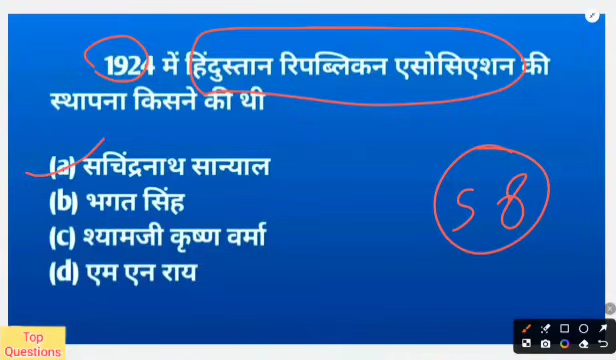 1924 में हिंदुस्तान रिपब्लिकन एसोसिएशन की
स्थापना किसने की थी
(a) सचिंद्रनाथ सान्याल
(b) भगत सिंह
(c) श्यामजी कृष्ण वर्मा
(d) एम एन राय
58
Top
Questions